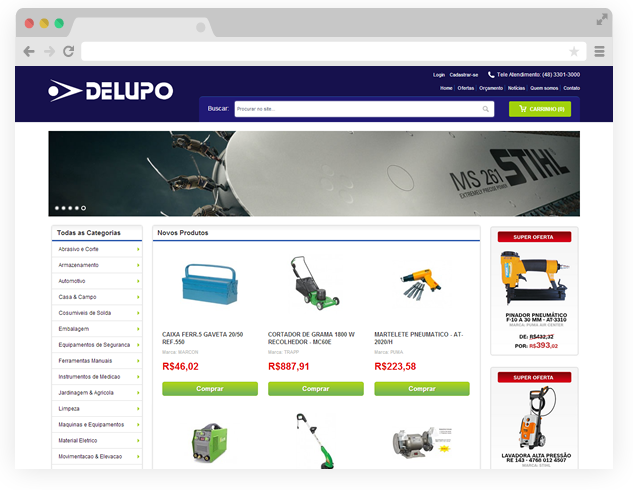 Login Cadastrar-se Tele Atendimento: (48) 3301-3000
DELUPO
Home Ofertas Orçamento Notícias Quem somos Contato
Buscar: Procurar no site... CARRINHO (0)
MS 261 STIHL
EXTREMELY PRECISE POWER
Todas as Categorias
Abrasivo e Corte
Armazenamento
Automotivo
Casa & Campo
Cosumiveis de Solda
Embalagem
Equipamentos de Seguranca
Ferramentas Manuais
Instrumentos de Medicao
Jardinagem & Agricola
Limpeza
Maquinas e Equipamentos
Material Eletrico
Movimentacao & Elevacao
Novos Produtos
CAIXA FERR.5 GAVETA 20/50
REF.550
Marca: MARCON
R$46,02
Comprar
CORTADOR DE GRAMA 1800 W
RECOLHEDOR - MC60E
Marca: TRAPP
R$887,91
Comprar
MARTELETE PNEUMATICO - AT-
2020/H
Marca: PUMA
R$223,58
Comprar
SUPER OFERTA
PINADOR PNEUMÁTICO
F-10 A 30 MM - AT-3310
MARCA: PUMA AIR CENTER
DE: R$432,32
POR: R$393,02
SUPER OFERTA
LAVADORA ALTA PRESSÃO
RE 143 - 4768 012 4507
MARCA: STIHL